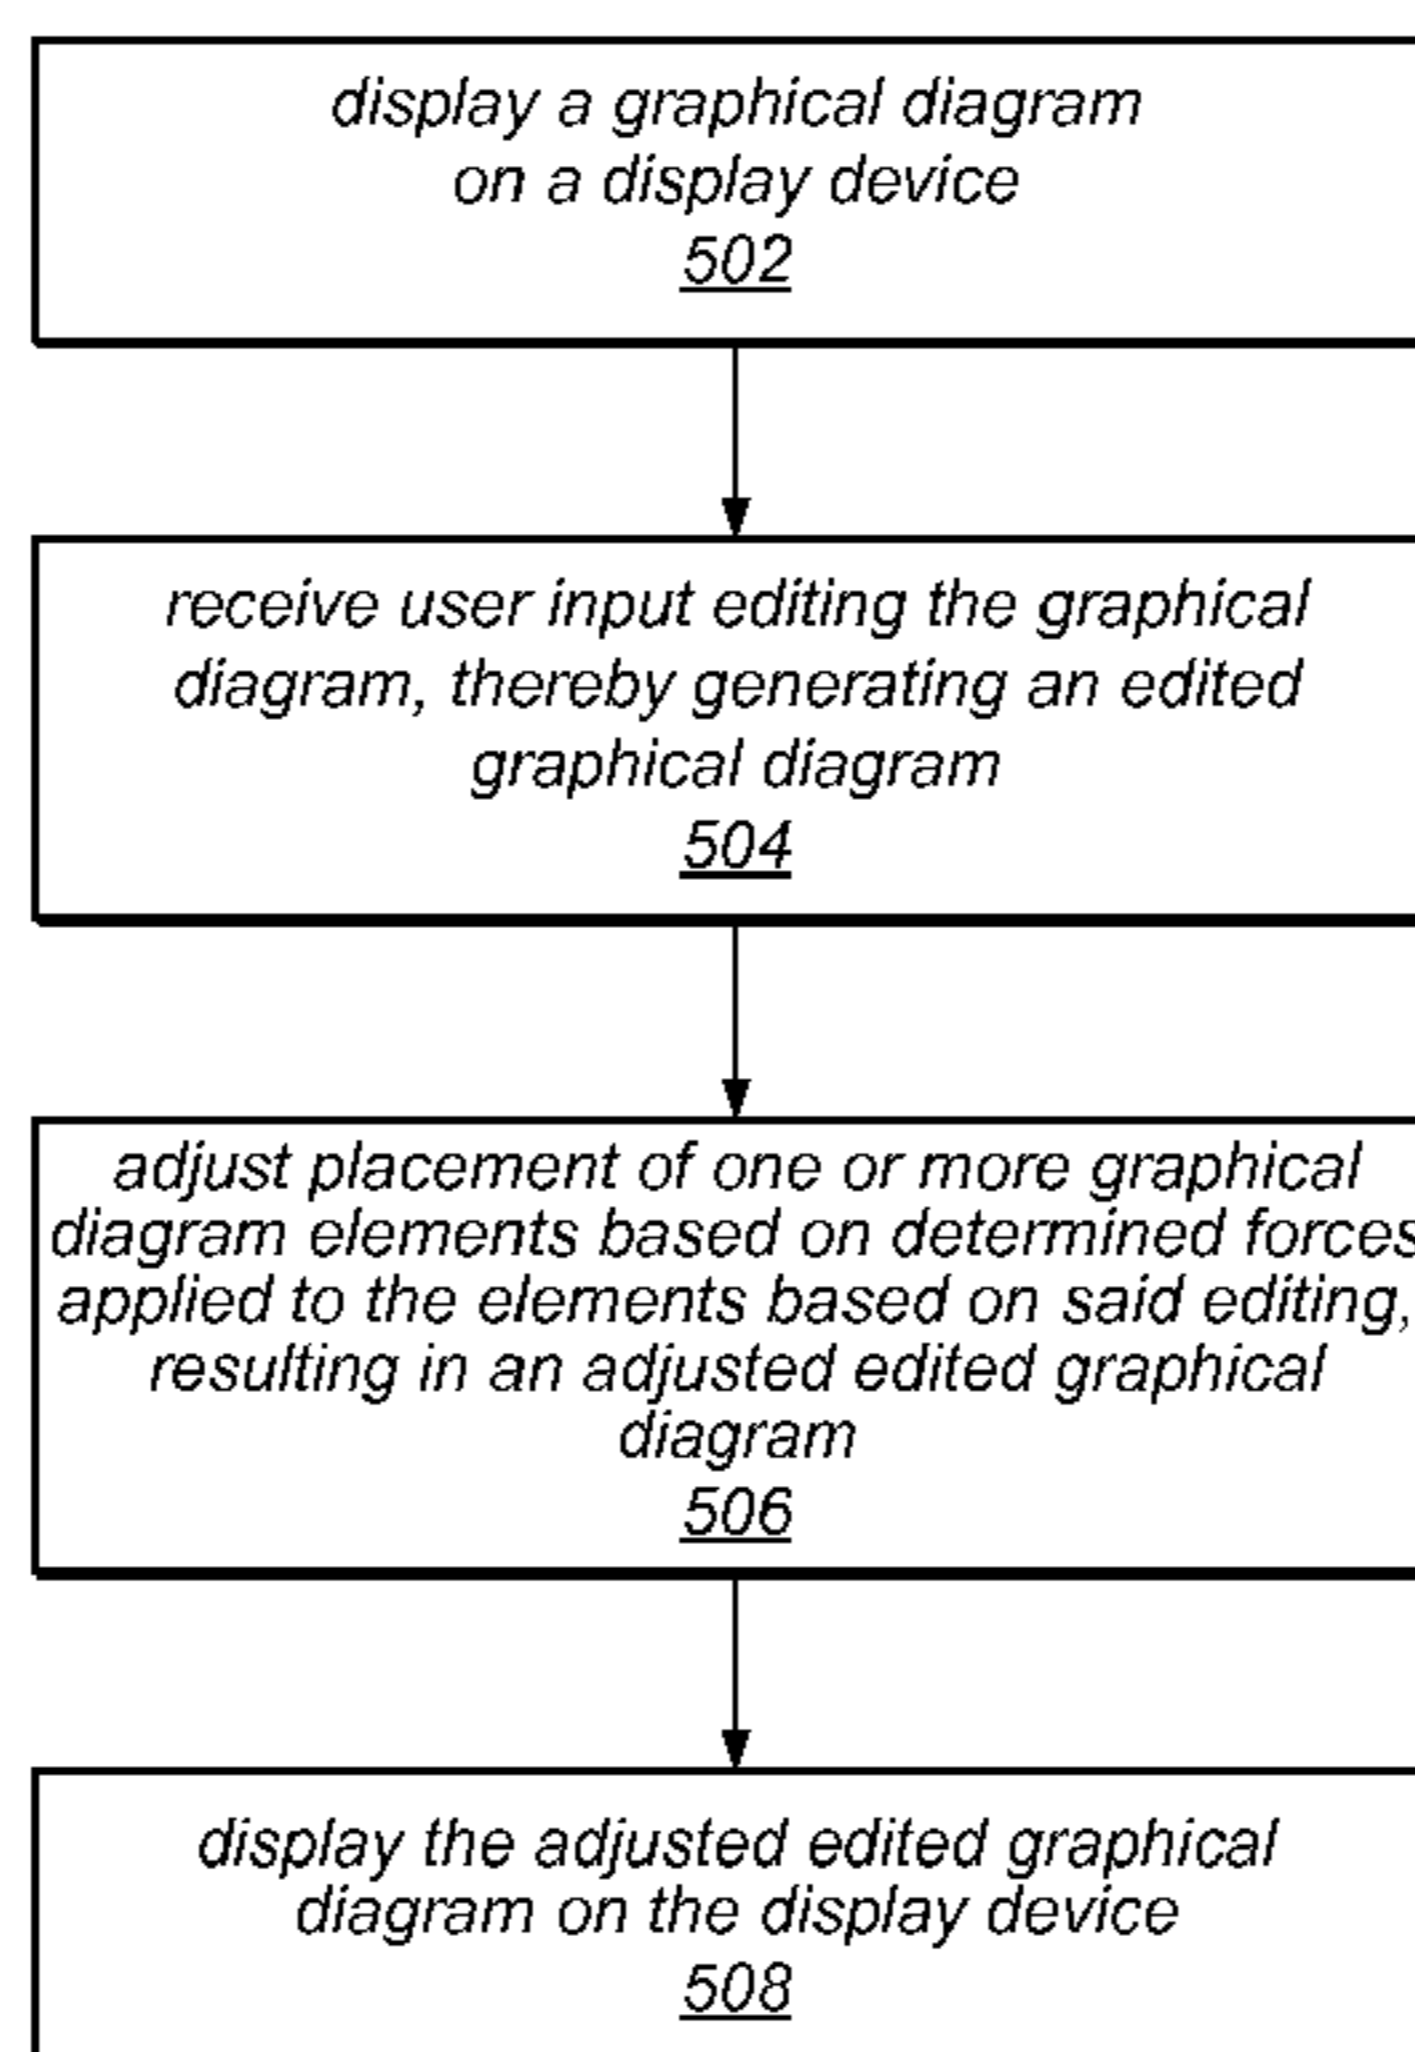 display a graphical diagram
on a display device
502
receive user input editing the graphical
diagram, thereby generating an edited
graphical diagram
504
adjust placement of one or more graphical
diagram elements based on determined forces
applied to the elements based on said editing,
resulting in an adjusted edited graphical
diagram
506
display the adjusted edited graphical
diagram on the display device
508